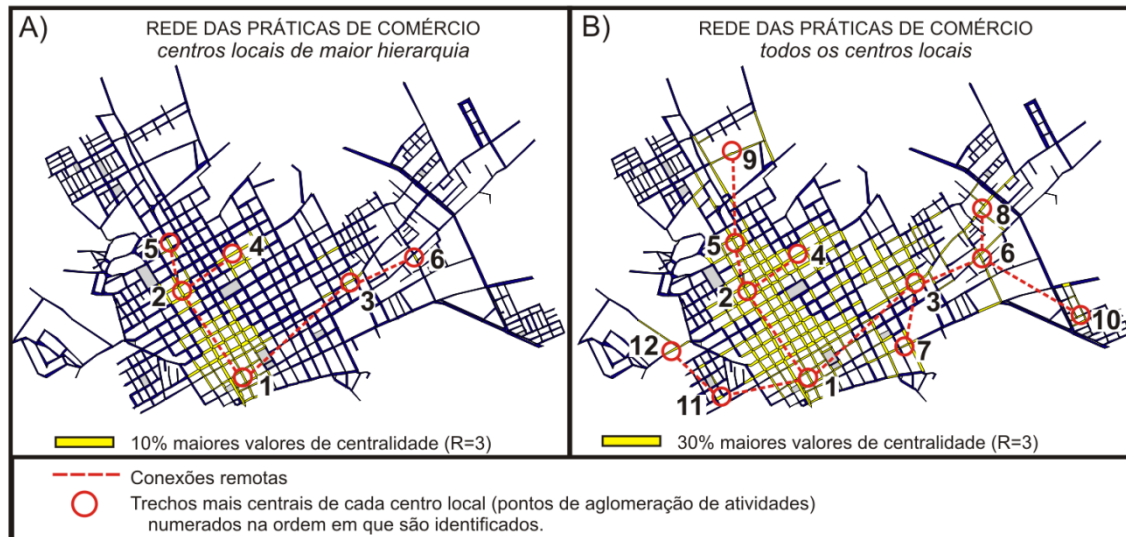 A)
REDE DAS PRÁTICAS DE COMÉRCIO
centros locais de maior hierarquia
5
4
2
6
3
1
10% maiores valores de centralidade (R=3)
B)
REDE DAS PRÁTICAS DE COMÉRCIO
todos os centros locais
9
8
5
4
6
2
3
10
12
7
1
11
30% maiores valores de centralidade (R=3)
Conexões remotas
Trechos mais centrais de cada centro local (pontos de aglomeração de atividades)
numerados na ordem em que são identificados.